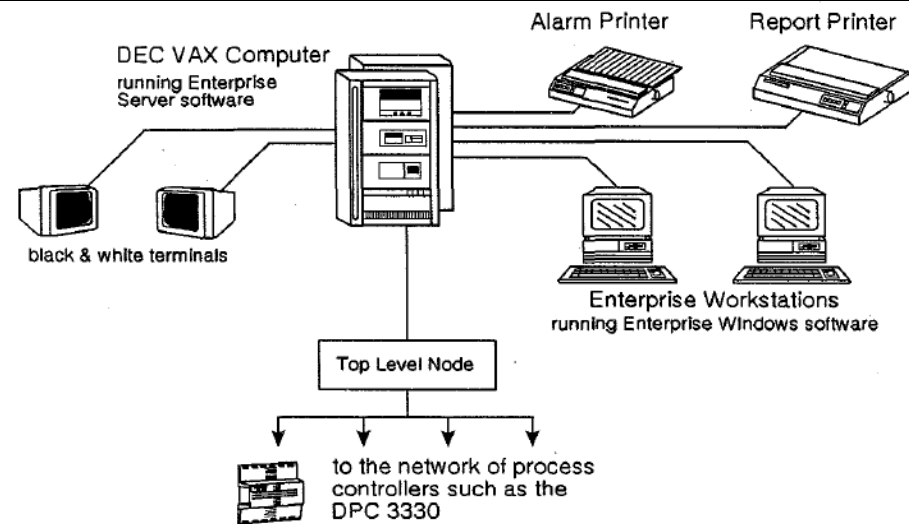 Alarm Printer
Report Printer
DEC VAX Computer
running Enterprise
Server software
black & white terminals
Enterprise Workstations
running Enterprise Windows software
Top Level Node
to the network of process
controllers such as the
DPC 3330